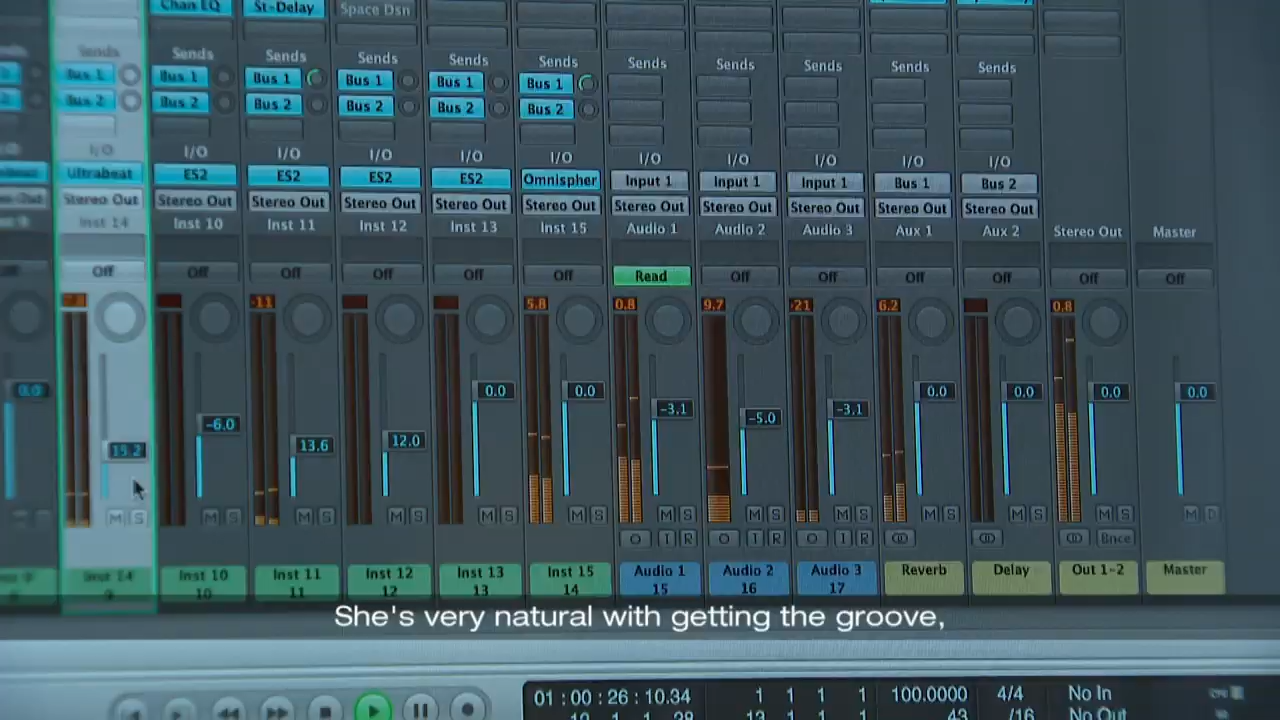 Chan EQ St-Delay Space Dsn
Sends Sends Sends Sends Sends Sends Sends Sends Sends Sends Sends
Bus 1 Bus 1 Bus 1 Bus 1 Bus 1 Bus 1
Bus 2 Bus 2 Bus 2 Bus 2 Bus 2 Bus 2
I/O I/O I/O I/O I/O I/O I/O I/O I/O I/O I/O
Ultrabeat ES2 ES2 ES2 ES2 Omnispher Input 1 Input 1 Input 1 Bus 1 Bus 2
Stereo Out Stereo Out Stereo Out Stereo Out Stereo Out Stereo Out Stereo Out Stereo Out Stereo Out Stereo Out Stereo Out
Inst 14 Inst 10 Inst 11 Inst 12 Inst 13 Inst 15 Audio 1 Audio 2 Audio 3 Aux 1 Aux 2 Stereo Out Master
Off Off Off Off Off Off Read Off Off Off Off Off Off
-11 5.8 0.8 9.7 -21 6.2 0.8
0.0 15.2 -6.0 13.6 12.0 0.0 0.0 -3.1 -5.0 -3.1 0.0 0.0 0.0 0.0
M S M S M S M S M S M S M S M S M S M S M S M S M D
I R I R I R Bnce
Inst 14 Inst 10 Inst 11 Inst 12 Inst 13 Inst 15 Audio 1 Audio 2 Audio 3 Reverb Delay Out 1-2 Master
9 10 11 12 13 14 15 16 17
She's very natural with getting the groove,
01:00:26:10.34 1 1 1 1 100.0000 4/4 No In
43 /16 No Out